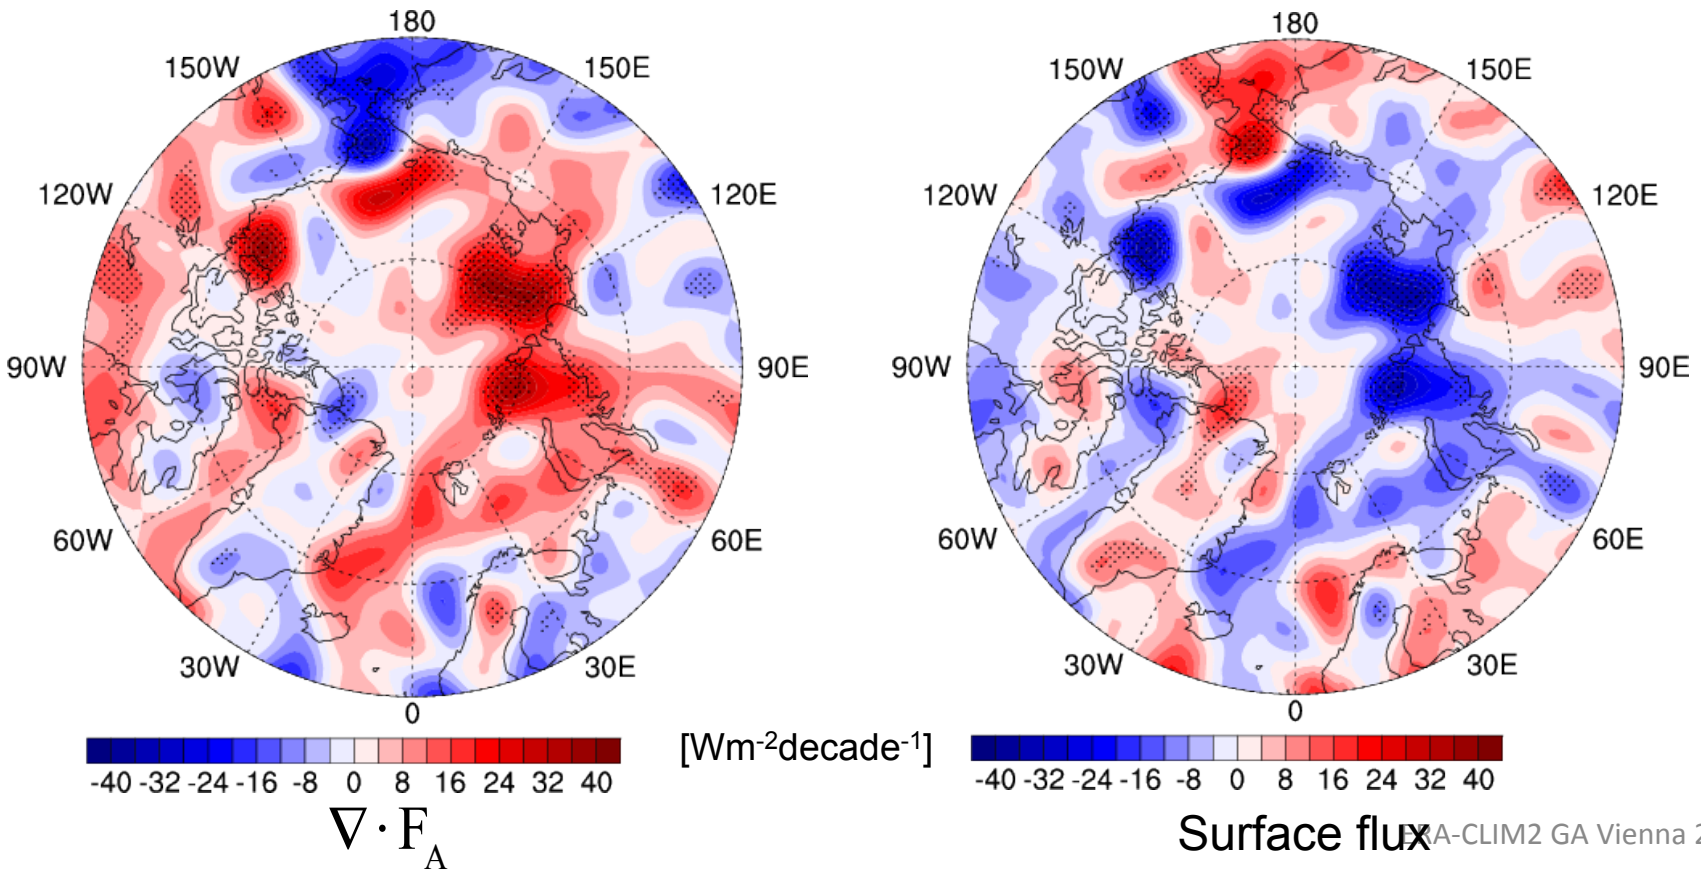 180
180
150W
150E
150W
150E
120W
120E
120W
120E
90W
90E
90W
90E
60W
60E
60W
60E
30W
30E
30W
30E
0
0
[Wm-2decade-1]
-40 -32 -24 -16 -8 0 8 16 24 32 40
-40 -32 -24 -16 -8 0 8 16 24 32 40
∇·F_A
Surface flux
ERA-CLIM2 GA Vienna 2